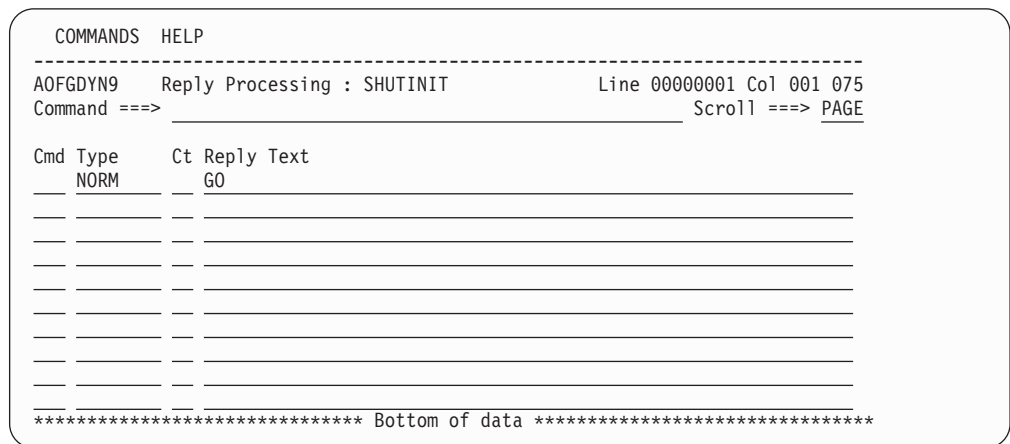 COMMANDS HELP
-------------------------------------------------------------------------------
AOFGDYN9 Reply Processing : SHUTINIT Line 00000001 Col 001 075
Command ===> Scroll ===> PAGE
Cmd Type Ct Reply Text
NORM GO
******************************* Bottom of data ********************************